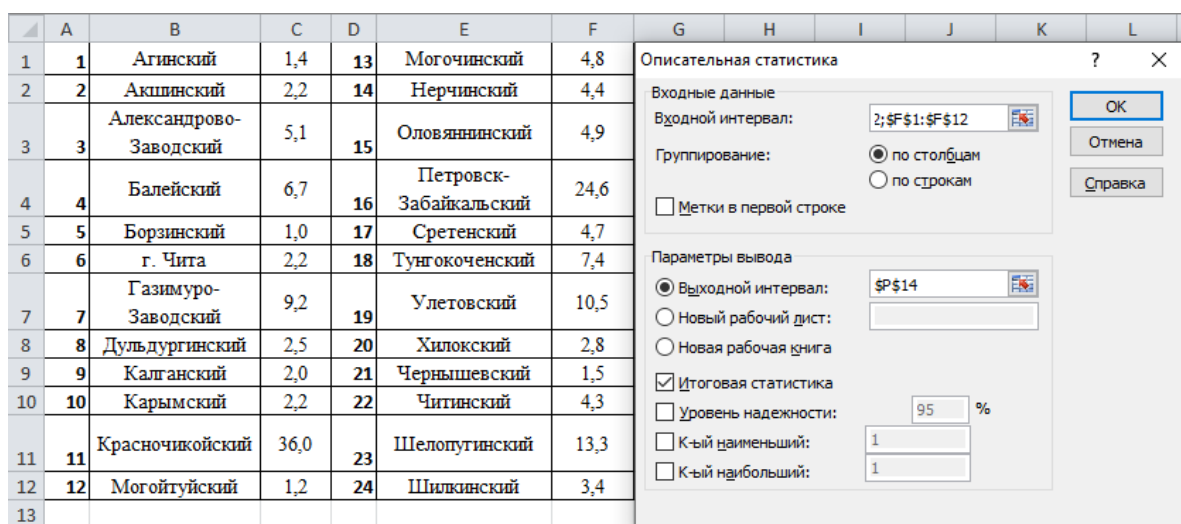 A B C D E F G H I J K L
1 1 Агинский 1,4 13 Могочинский 4,8
2 2 Акшинский 2,2 14 Нерчинский 4,4
Александрово-
3 3 Заводский 5,1 15 Оловяннинский 4,9
Петровск-
4 4 Балейский 6,7 16 Забайкальский 24,6
5 5 Борзинский 1,0 17 Сретенский 4,7
6 6 г. Чита 2,2 18 Тунгокоченский 7,4
Газимуро-
7 7 Заводский 9,2 19 Улетовский 10,5
8 8 Дульдургинский 2,5 20 Хилокский 2,8
9 9 Калганский 2,0 21 Чернышевский 1,5
10 10 Карымский 2,2 22 Читинский 4,3
11 11 Красночикойский 36,0 23 Шелопугинский 13,3
12 12 Могойтуйский 1,2 24 Шилкинский 3,4
13
Описательная статистика ?
Входные данные
Входной интервал: 2;$F$1:$F$12
Группирование: по столбцам
по строкам
Метки в первой строке
OK
Отмена
Справка
Параметры вывода
Выходной интервал: $P$14
Новый рабочий лист:
Новая рабочая книга
Итоговая статистика
Уровень надежности: 95 %
К-ый наименьший: 1
К-ый наибольший: 1